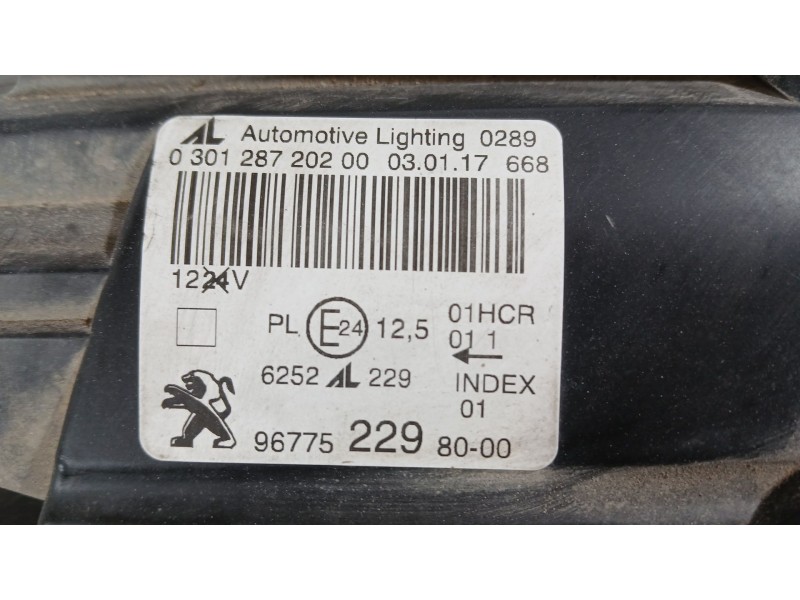 AL Automotive Lighting 0289
0 301 287 202 00 03.01.17 668
1224V
PL E24 12,5 01HCR
01 1
6252 AL 229 INDEX
01
96775 229 80-00